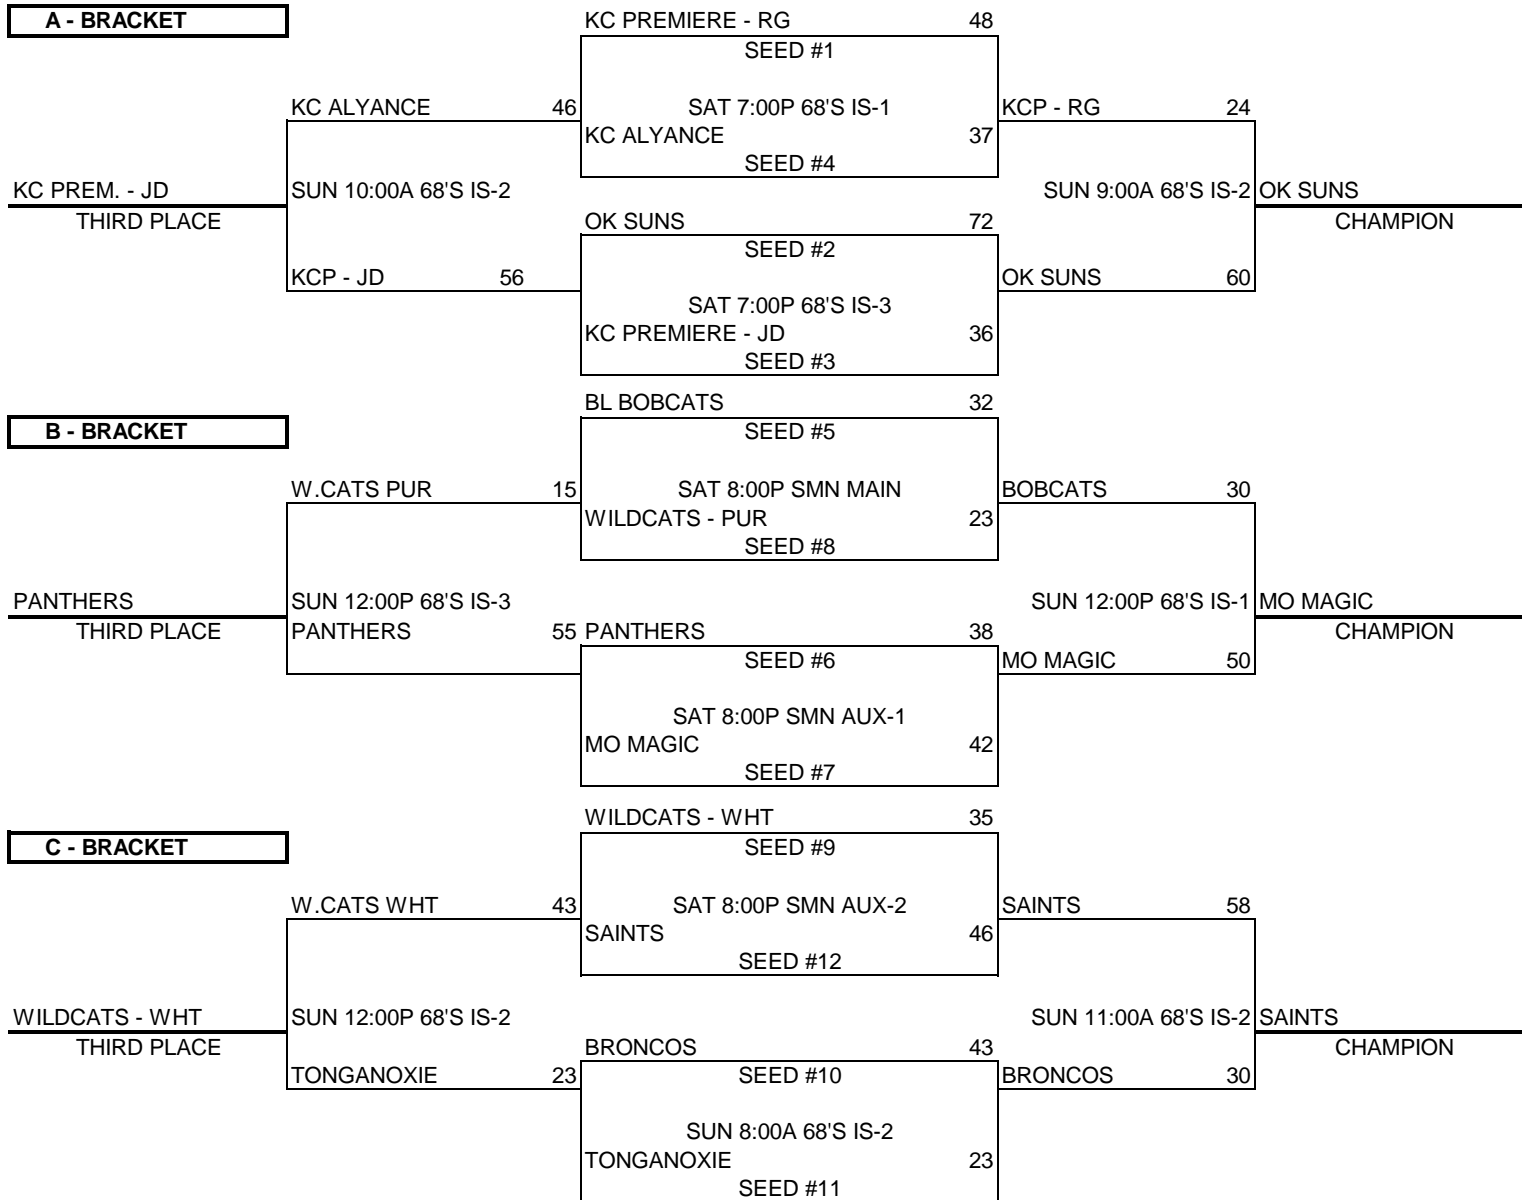 A - BRACKET
KC PREMIERE - RG 48
SEED #1
KC ALYANCE 46
SAT 7:00P 68'S IS-1
KCP - RG 24
KC ALYANCE 37
SEED #4
KC PREM. - JD
SUN 10:00A 68'S IS-2
SUN 9:00A 68'S IS-2
OK SUNS
THIRD PLACE
OK SUNS 72
CHAMPION
SEED #2
KCP - JD 56
OK SUNS 60
SAT 7:00P 68'S IS-3
KC PREMIERE - JD 36
SEED #3
BL BOBCATS 32
B - BRACKET
SEED #5
W.CATS PUR 15
SAT 8:00P SMN MAIN
BOBCATS 30
WILDCATS - PUR 23
SEED #8
PANTHERS
SUN 12:00P 68'S IS-3
SUN 12:00P 68'S IS-1
MO MAGIC
THIRD PLACE
PANTHERS 55
PANTHERS 38
CHAMPION
SEED #6
MO MAGIC 50
SAT 8:00P SMN AUX-1
MO MAGIC 42
SEED #7
WILDCATS - WHT 35
C - BRACKET
SEED #9
W.CATS WHT 43
SAT 8:00P SMN AUX-2
SAINTS 58
SAINTS 46
SEED #12
WILDCATS - WHT
SUN 12:00P 68'S IS-2
SUN 11:00A 68'S IS-2
SAINTS
THIRD PLACE
BRONCOS 43
CHAMPION
TONGANOXIE 23
SEED #10
BRONCOS 30
SUN 8:00A 68'S IS-2
TONGANOXIE 23
SEED #11